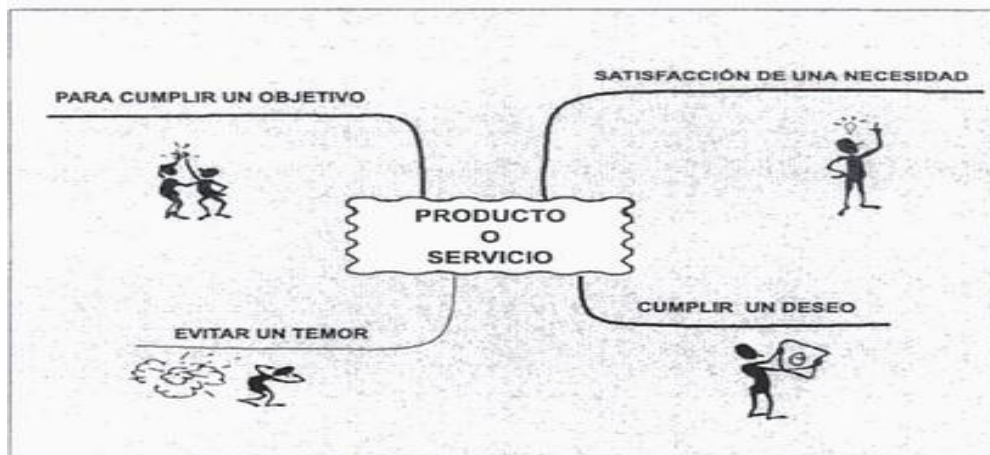 PARA CUMPLIR UN OBJETIVO
SATISFACCIÓN DE UNA NECESIDAD
PRODUCTO
O
SERVICIO
EVITAR UN TEMOR
CUMPLIR UN DESEO